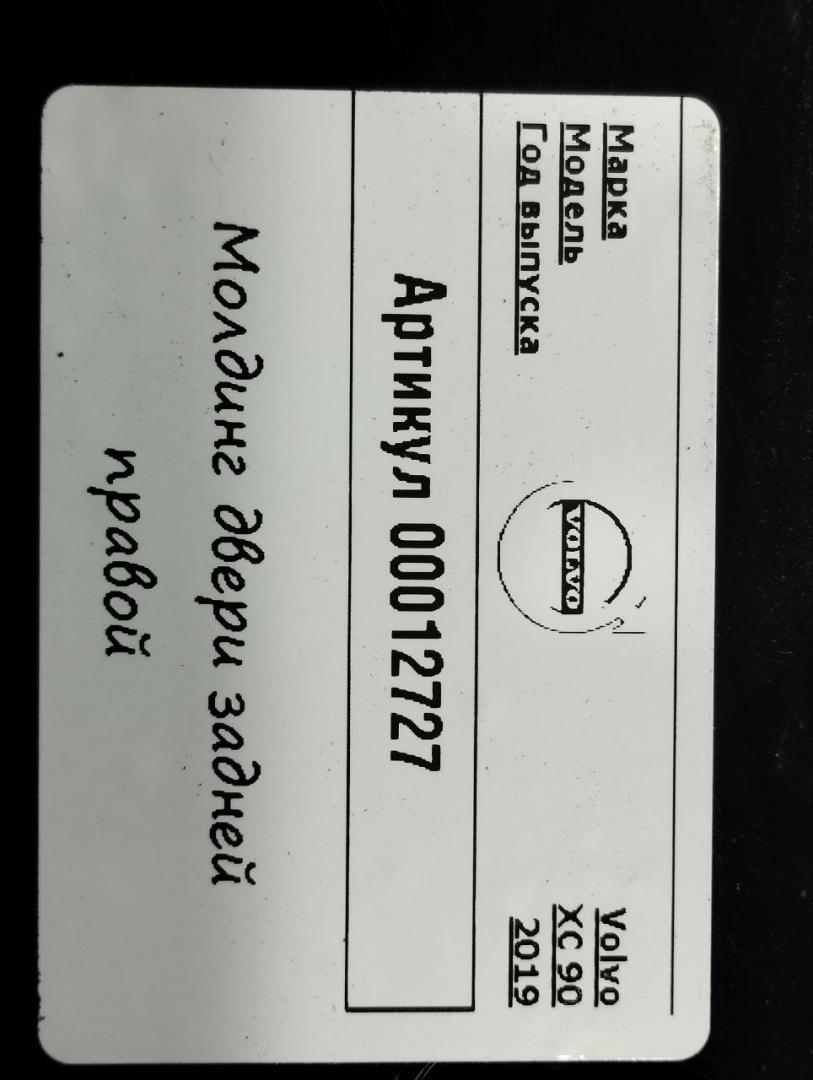 Марка Volvo
Модель XC 90
Год выпуска 2019
VOLVO
Артикул 00012727
Молдинг двери задней
правой